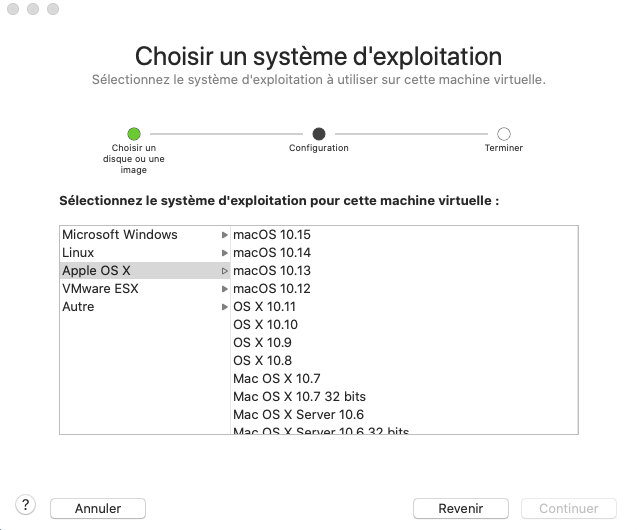 Choisir un système d'exploitation
Sélectionnez le système d'exploitation à utiliser sur cette machine virtuelle.
Choisir un
disque ou une
image
Configuration
Terminer
Sélectionnez le système d'exploitation pour cette machine virtuelle :
Microsoft Windows
Linux
Apple OS X
VMware ESX
Autre
macOS 10.15
macOS 10.14
macOS 10.13
macOS 10.12
OS X 10.11
OS X 10.10
OS X 10.9
OS X 10.8
Mac OS X 10.7
Mac OS X 10.7 32 bits
Mac OS X Server 10.6
Mac OS X Server 10.6 32 bits
?
Annuler
Revenir
Continuer